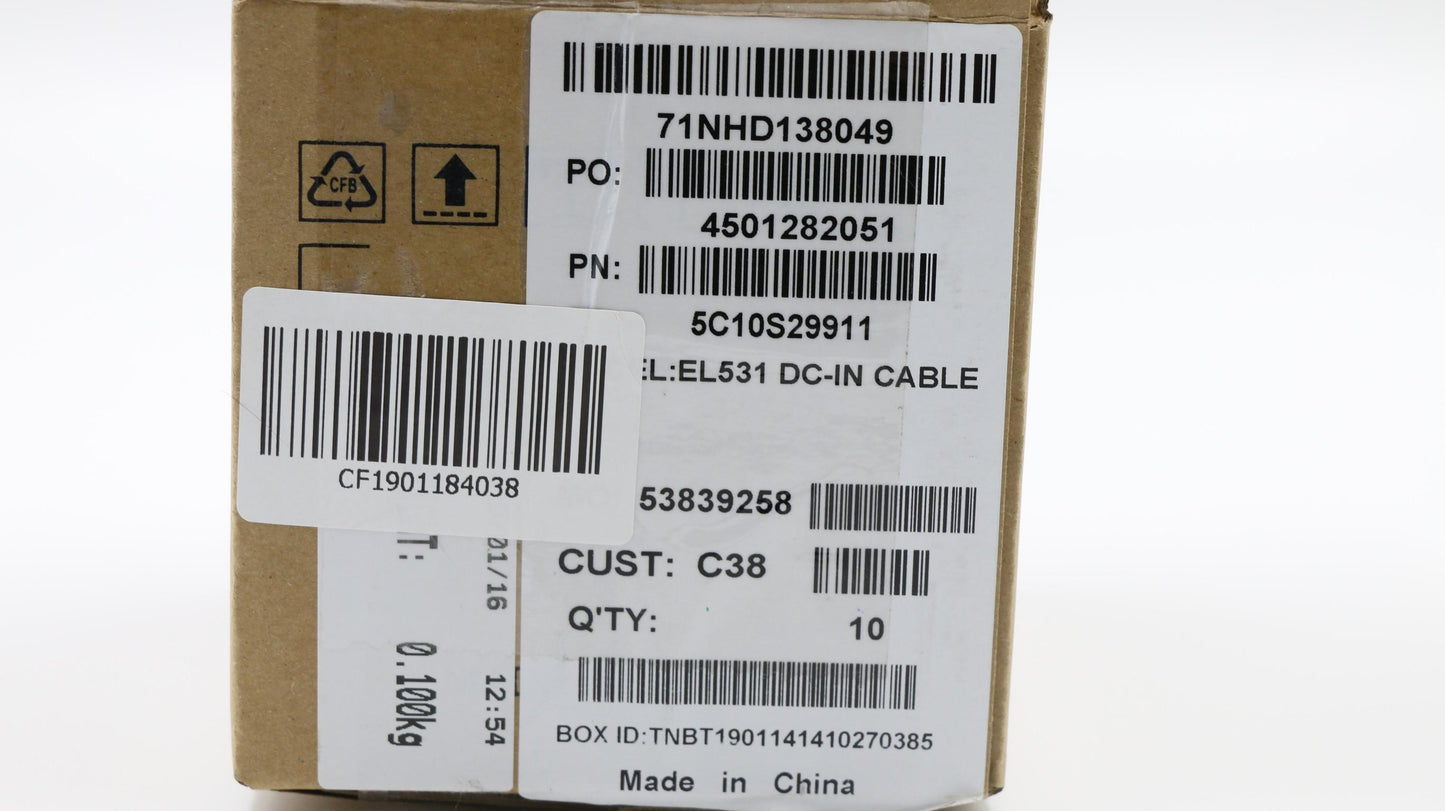 71NHD138049
PO:
4501282051
PN:
5C10S29911
EL:EL531 DC-IN CABLE
53839258
CUST: C38
Q'TY: 10
BOX ID:TNBT1901141410270385
Made in China
CFB
CF1901184038
T: 0.100kg
01/16 12:54